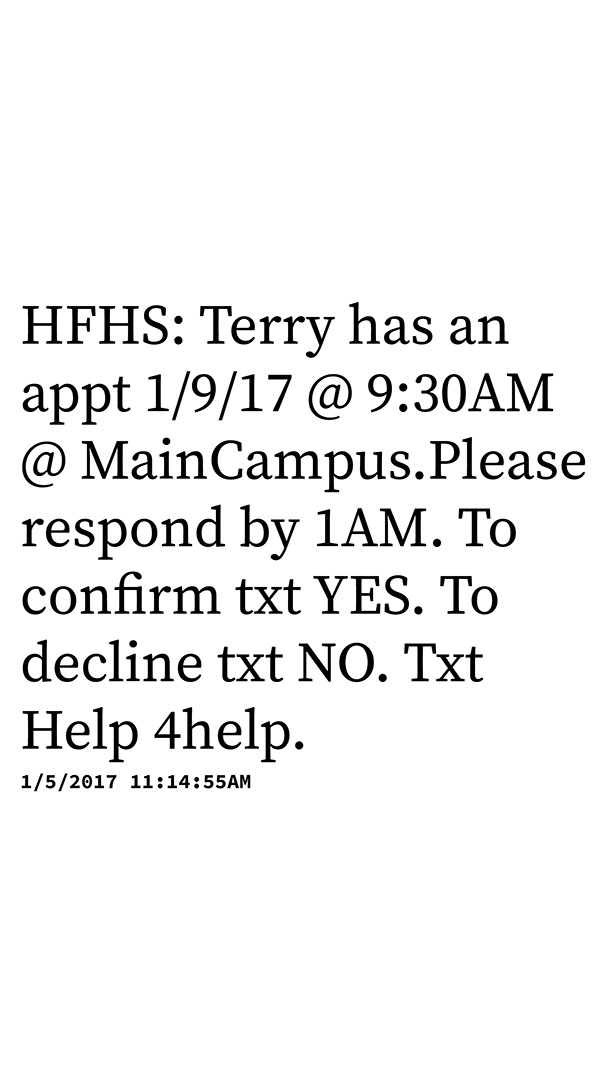 HFHS: Terry has an
appt 1/9/17 @ 9:30AM
@ MainCampus.Please
respond by 1AM. To
confirm txt YES. To
decline txt NO. Txt
Help 4help.
1/5/2017 11:14:55AM